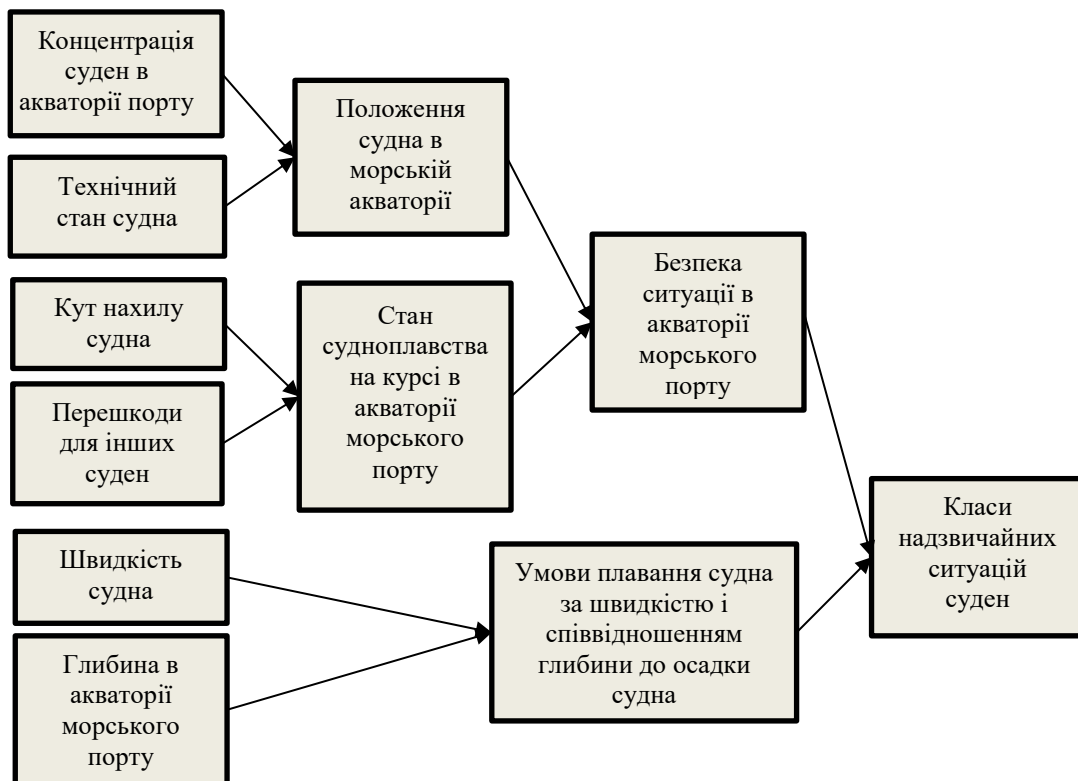 Концентрація
суден в
акваторії порту
Технічний
стан судна
Кут нахилу
судна
Перешкоди
для інших
суден
Швидкість
судна
Глибина в
акваторії
морського
порту
Положення
судна в
морській
акваторії
Стан
судноплавства
на курсі в
акваторії
морського
порту
Умови плавання судна
за швидкістю і
співвідношенням
глибини до осадки
судна
Безпека
ситуації в
акваторії
морського
порту
Класи
надзвичайних
ситуацій
суден